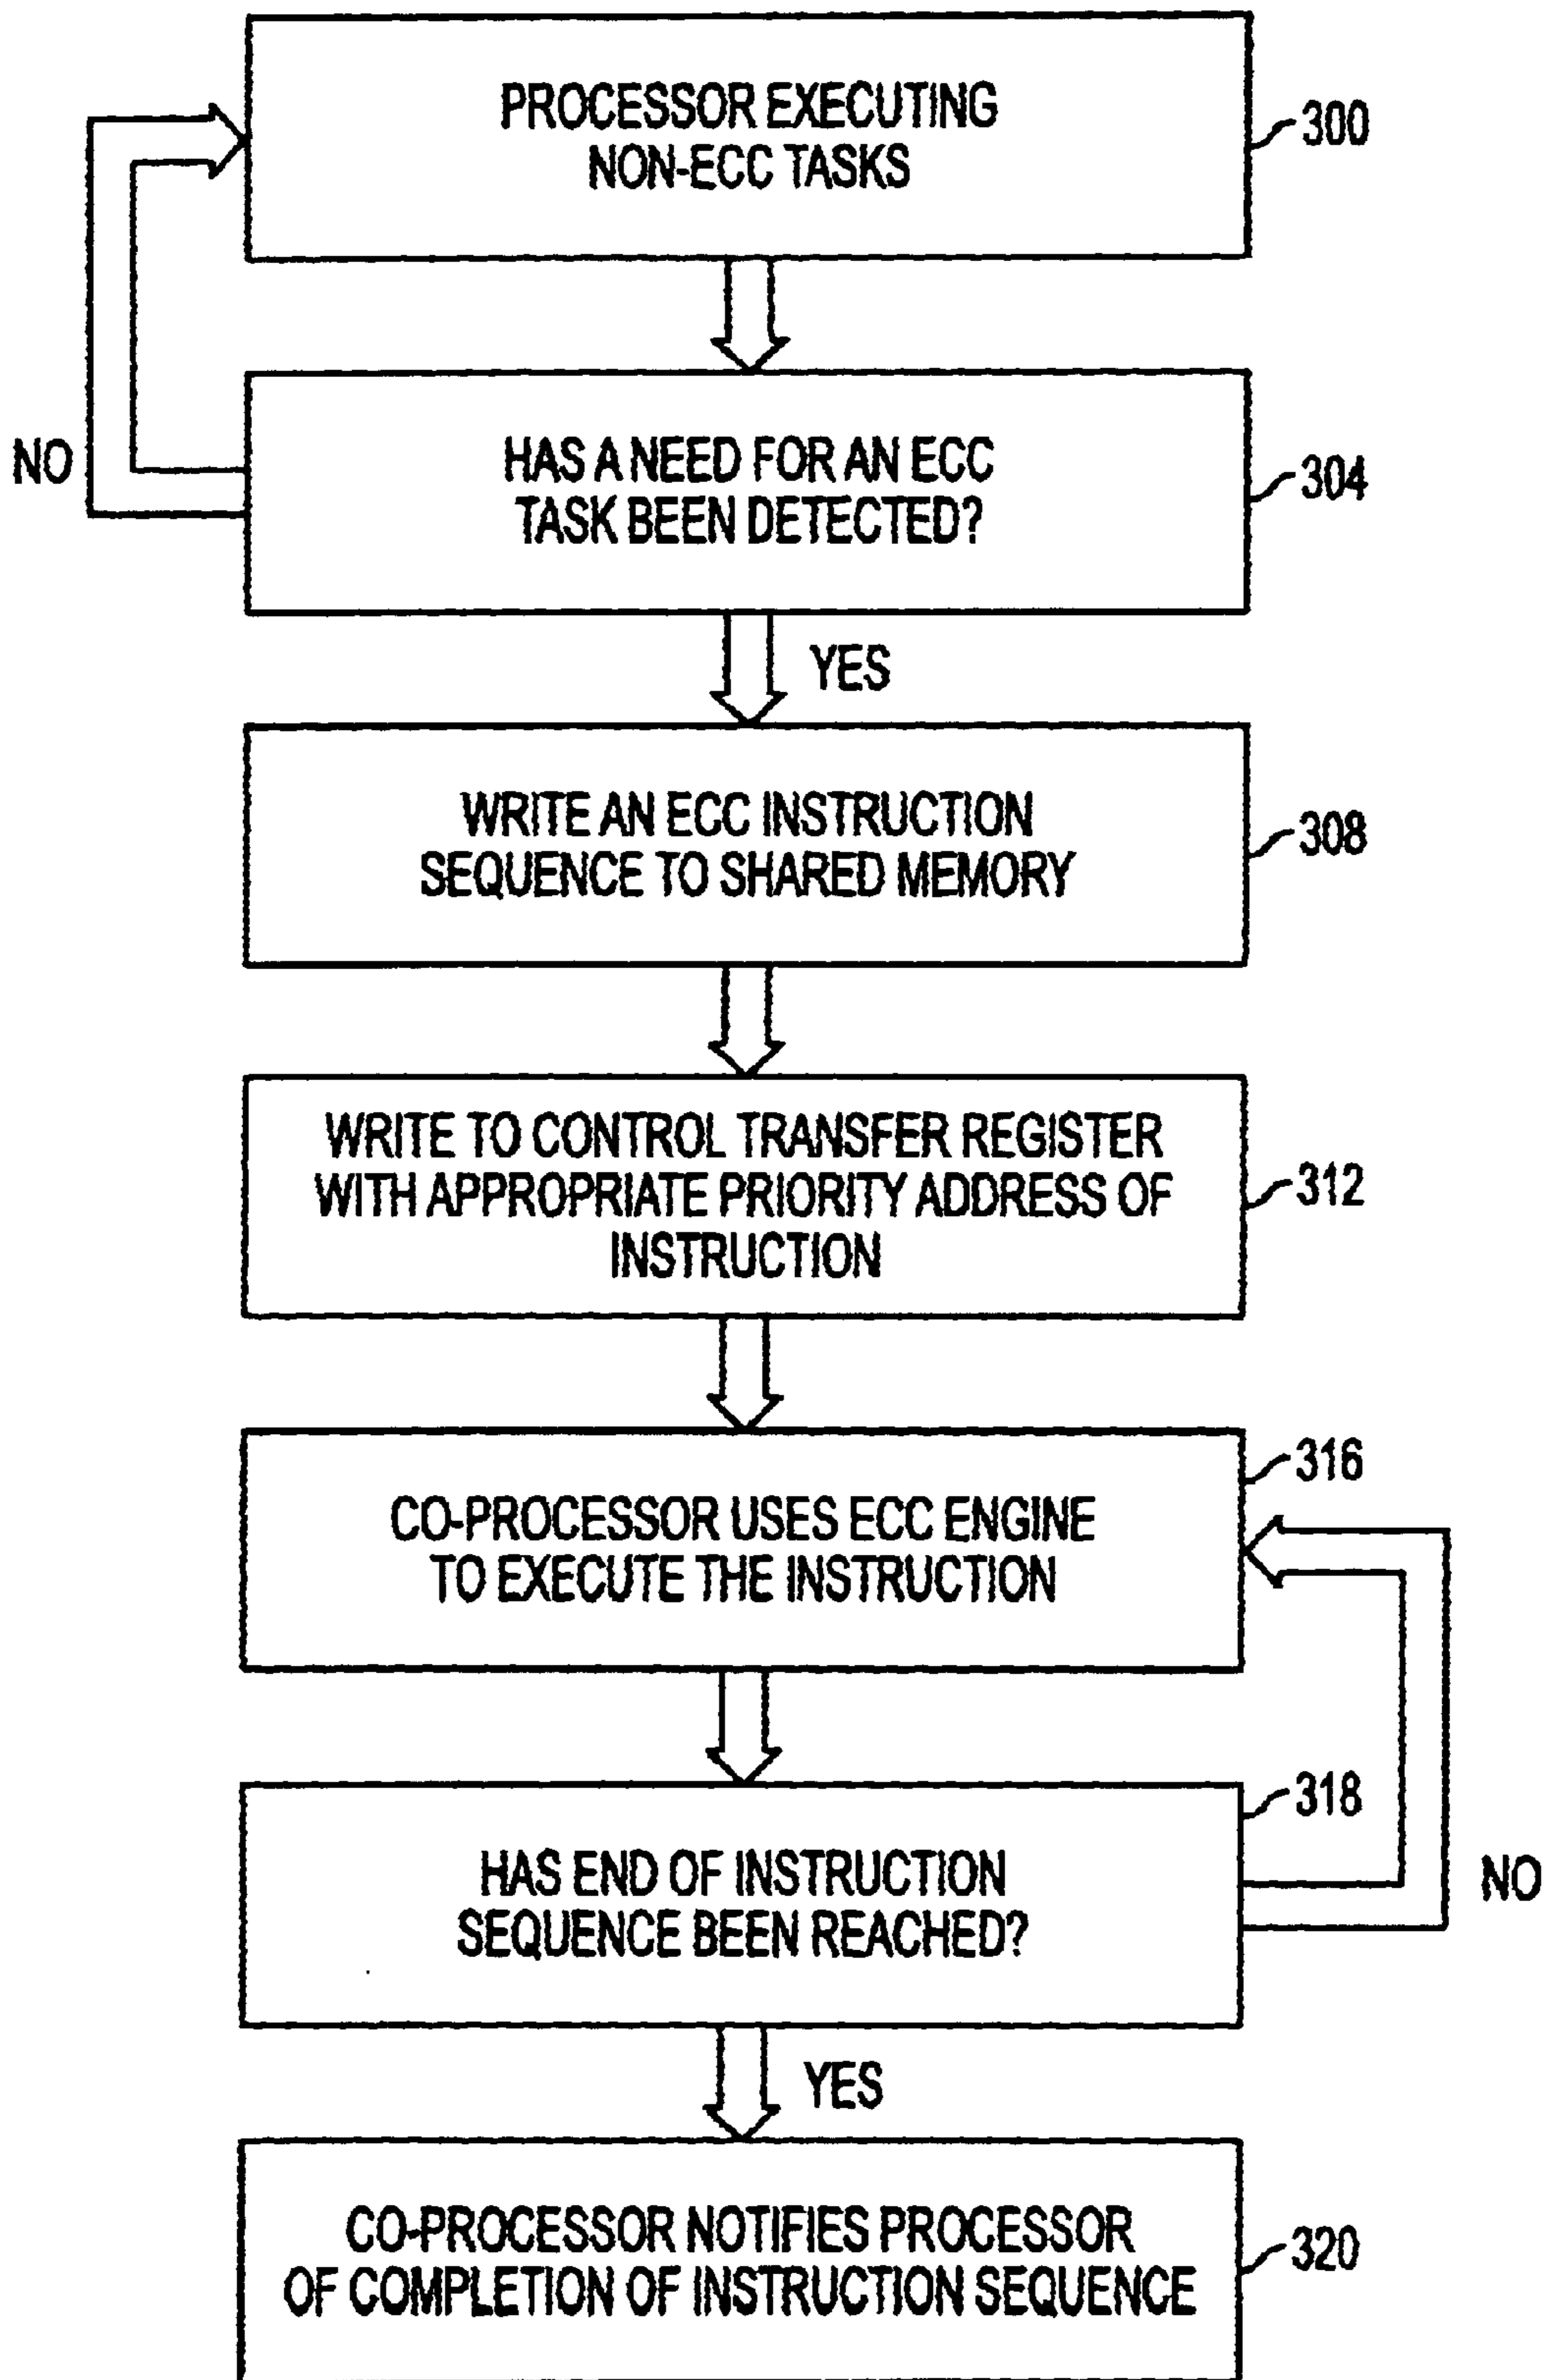 PROCESSOR EXECUTING
NON-ECC TASKS
300
HAS A NEED FOR AN ECC
TASK BEEN DETECTED?
304
NO
YES
WRITE AN ECC INSTRUCTION
SEQUENCE TO SHARED MEMORY
308
WRITE TO CONTROL TRANSFER REGISTER
WITH APPROPRIATE PRIORITY ADDRESS OF
INSTRUCTION
312
CO-PROCESSOR USES ECC ENGINE
TO EXECUTE THE INSTRUCTION
316
HAS END OF INSTRUCTION
SEQUENCE BEEN REACHED?
318
NO
YES
CO-PROCESSOR NOTIFIES PROCESSOR
OF COMPLETION OF INSTRUCTION SEQUENCE
320